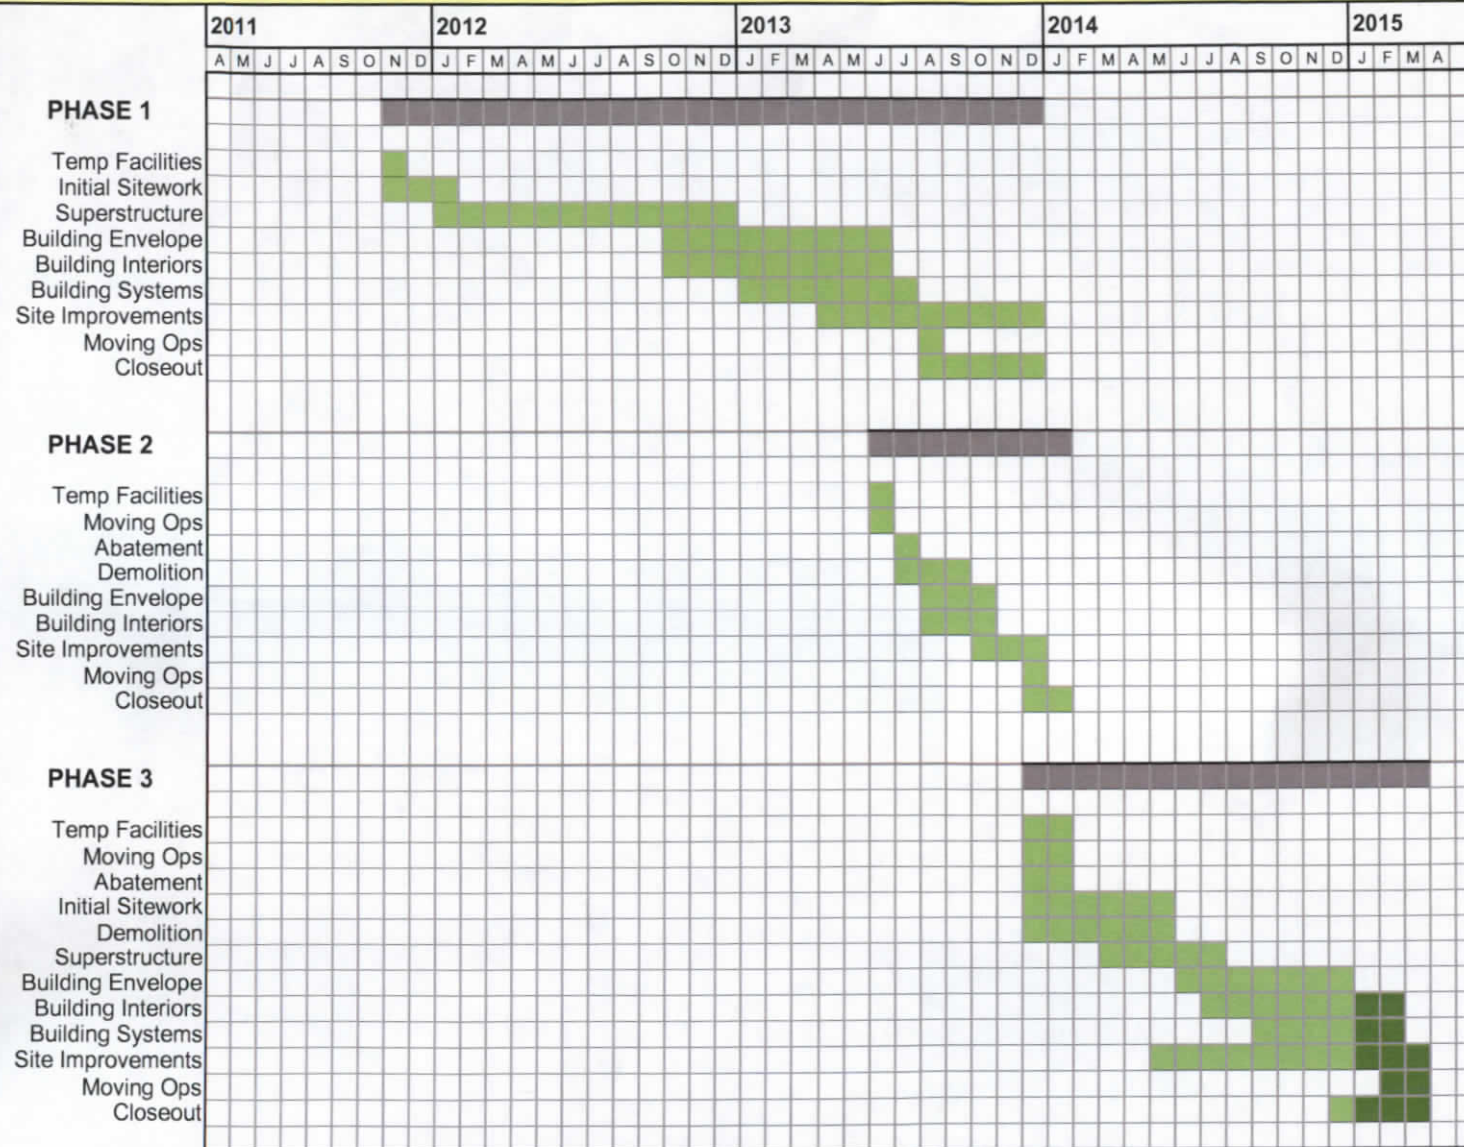 2011 2012 2013 2014 2015
A M J J A S O N D J F M A M J J A S O N D J F M A M J J A S O N D J F M A M J J A S O N D J F M A
PHASE 1
Temp Facilities
Initial Sitework
Superstructure
Building Envelope
Building Interiors
Building Systems
Site Improvements
Moving Ops
Closeout
PHASE 2
Temp Facilities
Moving Ops
Abatement
Demolition
Building Envelope
Building Interiors
Site Improvements
Moving Ops
Closeout
PHASE 3
Temp Facilities
Moving Ops
Abatement
Initial Sitework
Demolition
Superstructure
Building Envelope
Building Interiors
Building Systems
Site Improvements
Moving Ops
Closeout